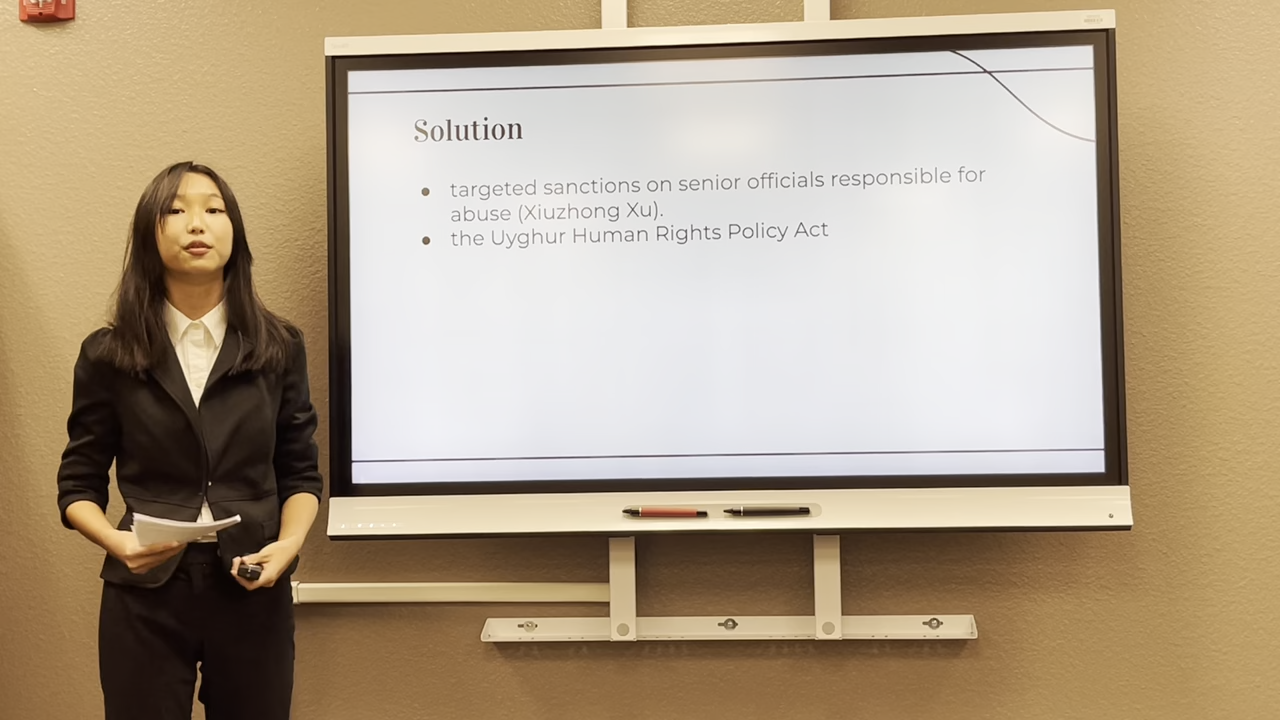 Solution
● targeted sanctions on senior officials responsible for
abuse (Xiuzhong Xu).
● the Uyghur Human Rights Policy Act